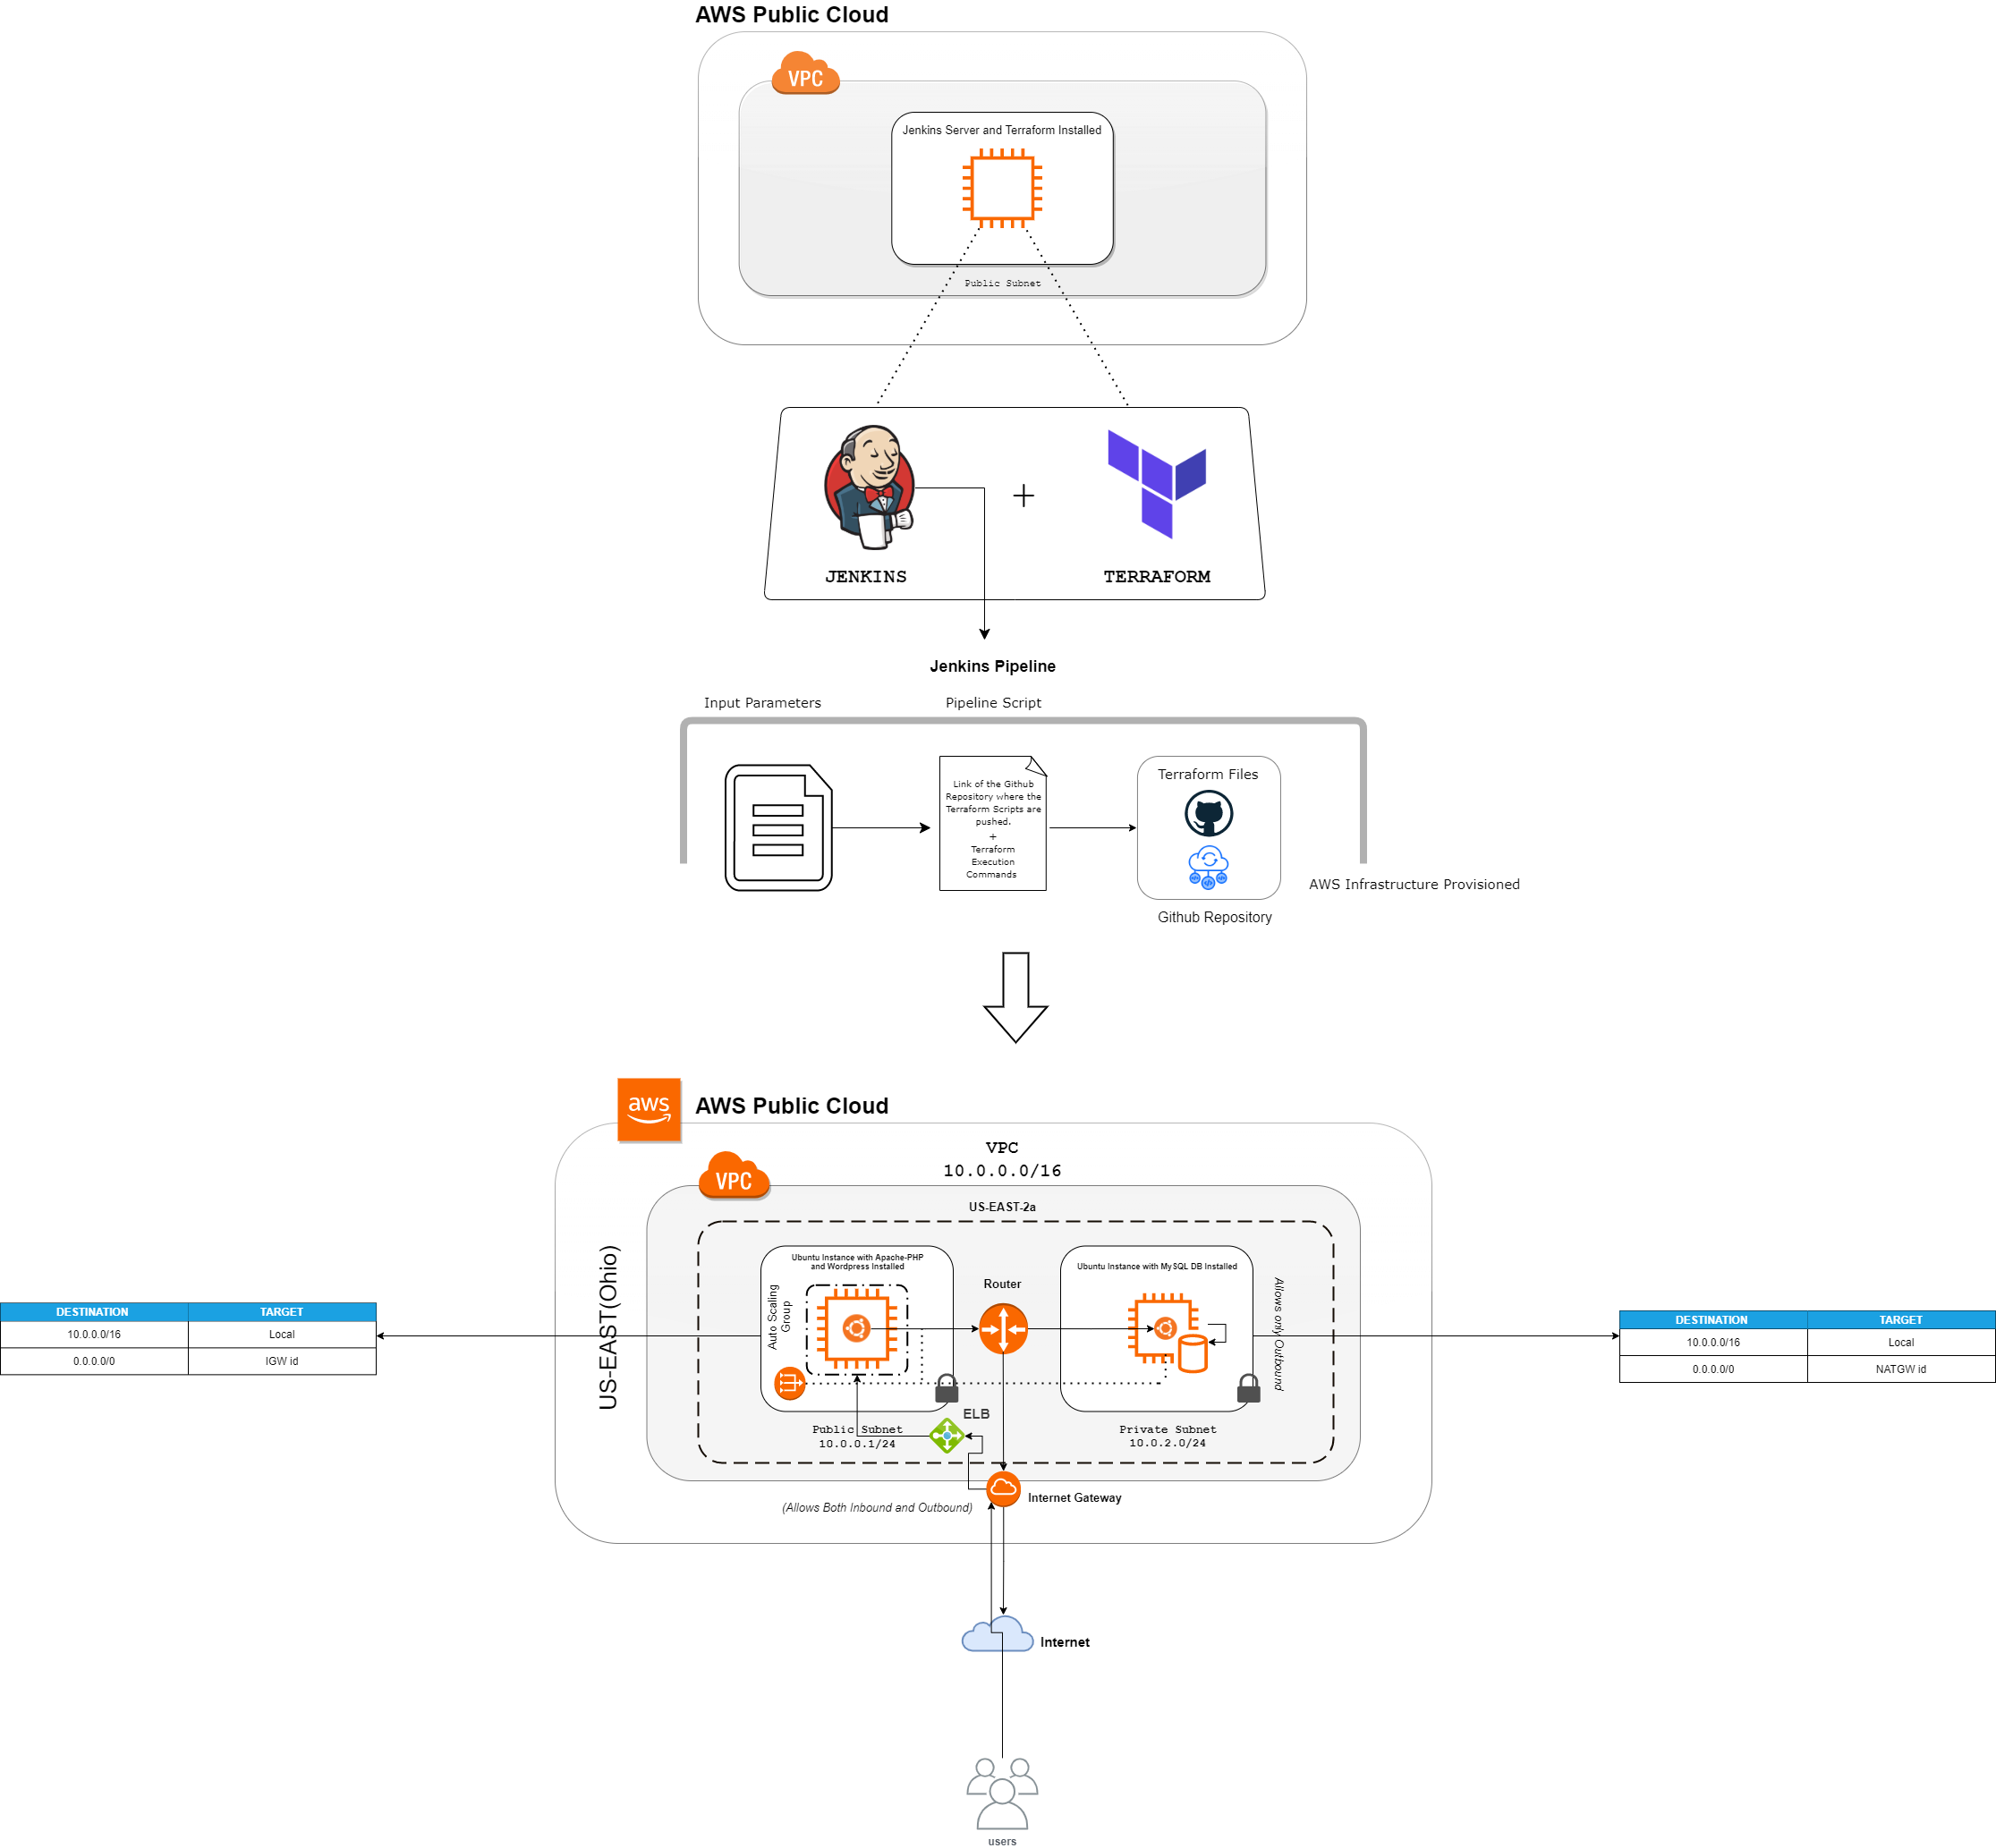 AWS Public Cloud
VPC
Jenkins Server and Terraform Installed
Public Subnet
JENKINS
+
TERRAFORM
Jenkins Pipeline
Input Parameters
Pipeline Script
Link of the Github
Repository where the
Terraform Scripts are
pushed.
+
Terraform
Execution
Commands
Terraform Files
Github Repository
AWS Infrastructure Provisioned
aws
AWS Public Cloud
VPC
10.0.0.0/16
VPC
US-EAST-2a
US-EAST(Ohio)
Ubuntu Instance with Apache-PHP
and Wordpress Installed
Auto Scaling
Group
Router
Ubuntu Instance with MySQL DB Installed
Allows only Outbound
DESTINATION TARGET
10.0.0.0/16 Local
0.0.0.0/0 IGW id
DESTINATION TARGET
10.0.0.0/16 Local
0.0.0.0/0 NATGW id
ELB
Public Subnet
10.0.0.1/24
Private Subnet
10.0.2.0/24
Internet Gateway
(Allows Both Inbound and Outbound)
Internet
users